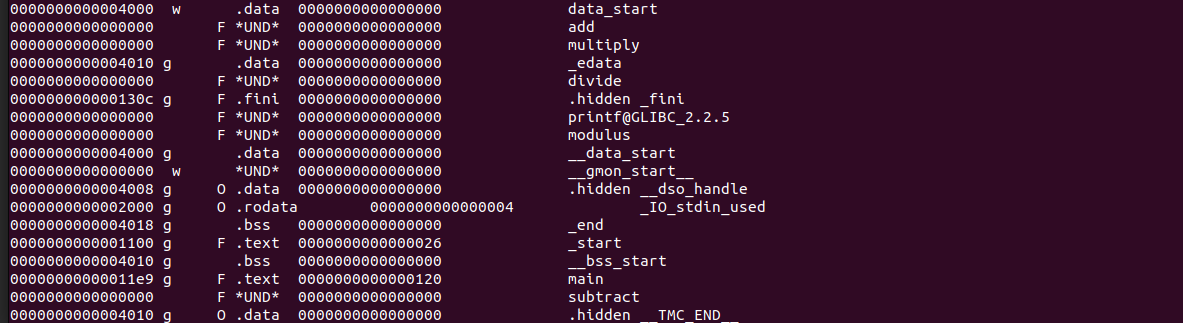 0000000000004000  w      .data  0000000000000000              data_start
0000000000000000       F *UND*  0000000000000000              add
0000000000000000       F *UND*  0000000000000000              multiply
0000000000004010 g       .data  0000000000000000              _edata
0000000000000000       F *UND*  0000000000000000              divide
000000000000130c g     F .fini  0000000000000000              .hidden _fini
0000000000000000       F *UND*  0000000000000000              printf@GLIBC_2.2.5
0000000000000000       F *UND*  0000000000000000              modulus
0000000000004000 g       .data  0000000000000000              __data_start
0000000000000000  w      *UND*  0000000000000000              __gmon_start__
0000000000004008 g     O .data  0000000000000000              .hidden __dso_handle
0000000000002000 g     O .rodata        0000000000000004              _IO_stdin_used
0000000000004018 g       .bss   0000000000000000              _end
0000000000001100 g     F .text  0000000000000026              _start
0000000000004010 g       .bss   0000000000000000              __bss_start
00000000000011e9 g     F .text  0000000000000120              main
0000000000000000       F *UND*  0000000000000000              subtract
0000000000004010 g     O .data  0000000000000000              .hidden __TMC_END__